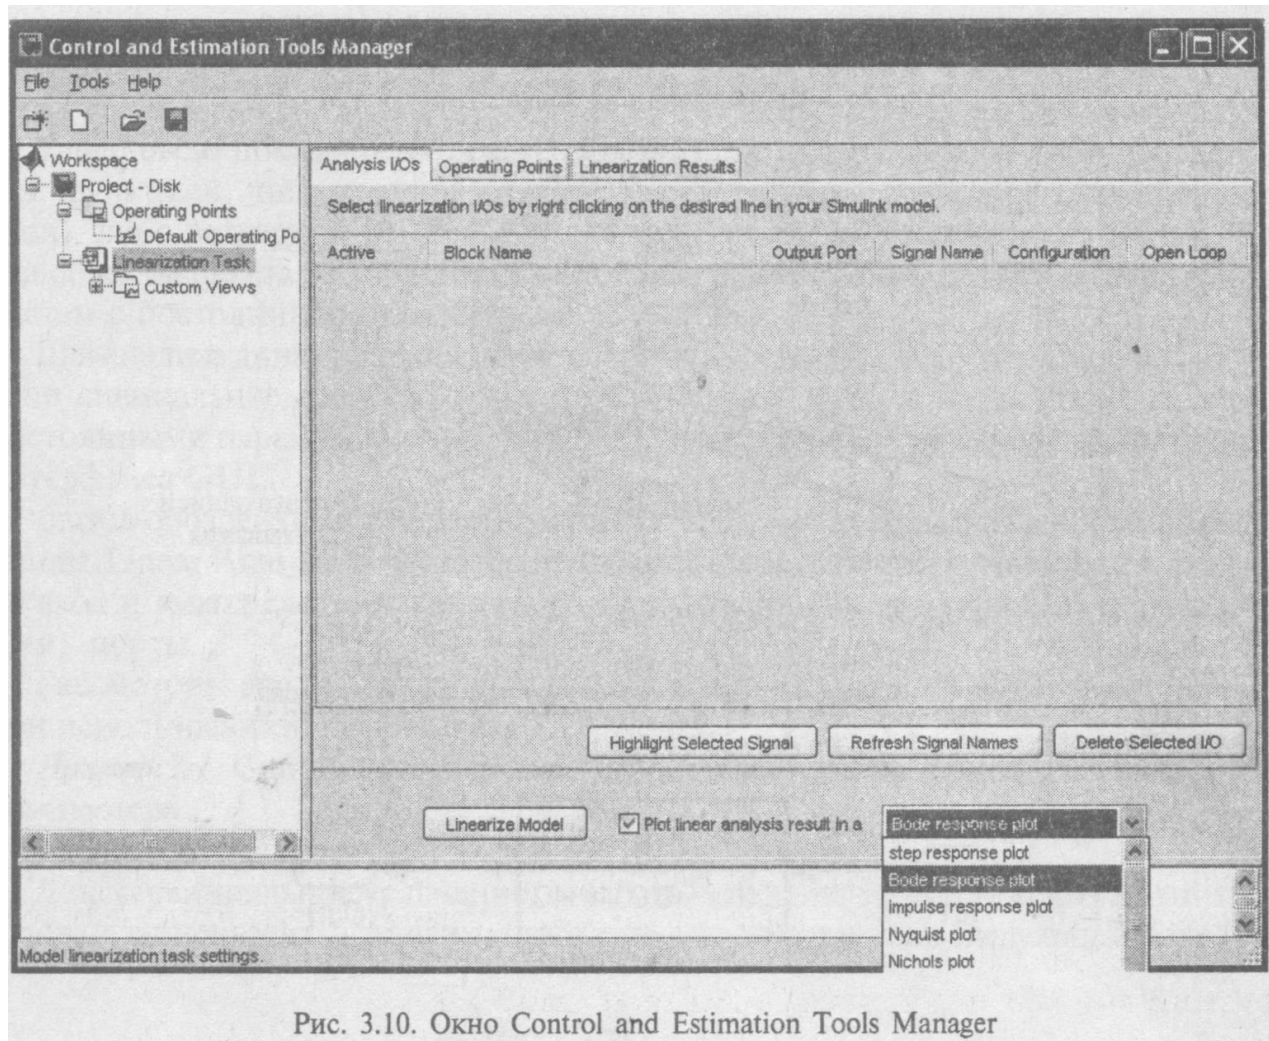 Control and Estimation Tools Manager
File Tools Help
Workspace
Project - Disk
Operating Points
Default Operating Po
Linearization Task
Custom Views
Analysis I/Os Operating Points Linearization Results
Select linearization I/Os by right clicking on the desired line in your Simulink model.
Active Block Name Output Port Signal Name Configuration Open Loop
Highlight Selected Signal Refresh Signal Names Delete Selected I/O
Linearize Model Plot linear analysis result in a Bode response plot
step response plot
Bode response plot
Impulse response plot
Nyquist plot
Nichols plot
Model linearization task settings.
Рис. 3.10. Окно Control and Estimation Tools Manager